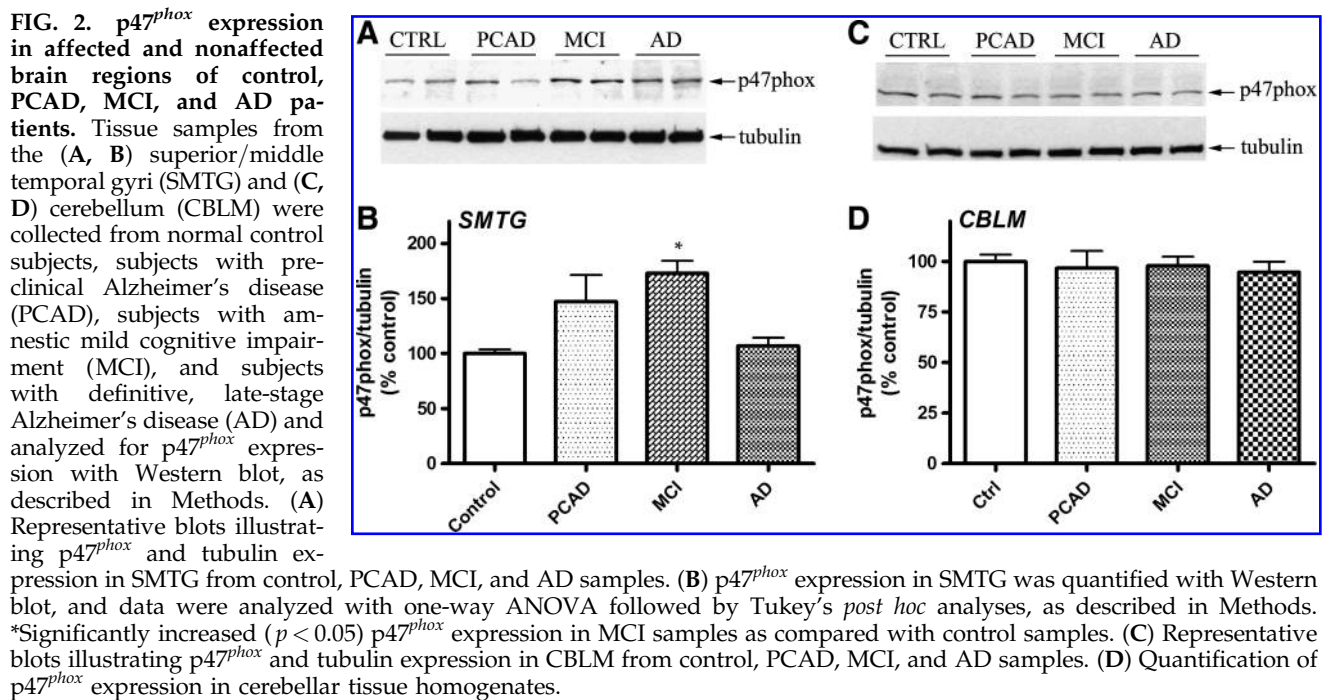 FIG. 2. p47phox expression
in affected and nonaffected
brain regions of control,
PCAD, MCI, and AD pa-
tients. Tissue samples from
the (A, B) superior/middle
temporal gyri (SMTG) and (C,
D) cerebellum (CBLM) were
collected from normal control
subjects, subjects with pre-
clinical Alzheimer's disease
(PCAD), subjects with am-
nestic mild cognitive impair-
ment (MCI), and subjects
with definitive, late-stage
Alzheimer's disease (AD) and
analyzed for p47phox expres-
sion with Western blot, as
described in Methods. (A)
Representative blots illustrat-
ing p47phox and tubulin ex-
pression in SMTG from control, PCAD, MCI, and AD samples. (B) p47phox expression in SMTG was quantified with Western
blot, and data were analyzed with one-way ANOVA followed by Tukey's post hoc analyses, as described in Methods.
*Significantly increased (p < 0.05) p47phox expression in MCI samples as compared with control samples. (C) Representative
blots illustrating p47phox and tubulin expression in CBLM from control, PCAD, MCI, and AD samples. (D) Quantification of
p47phox expression in cerebellar tissue homogenates.
A
CTRL PCAD MCI AD
p47phox
tubulin
C
CTRL PCAD MCI AD
p47phox
tubulin
B
SMTG
p47phox/tubulin
(% control)
200
150
100
50
0
*
Control PCAD MCI AD
D
CBLM
p47phox/tubulin
(% control)
100
75
50
25
0
Ctrl PCAD MCI AD